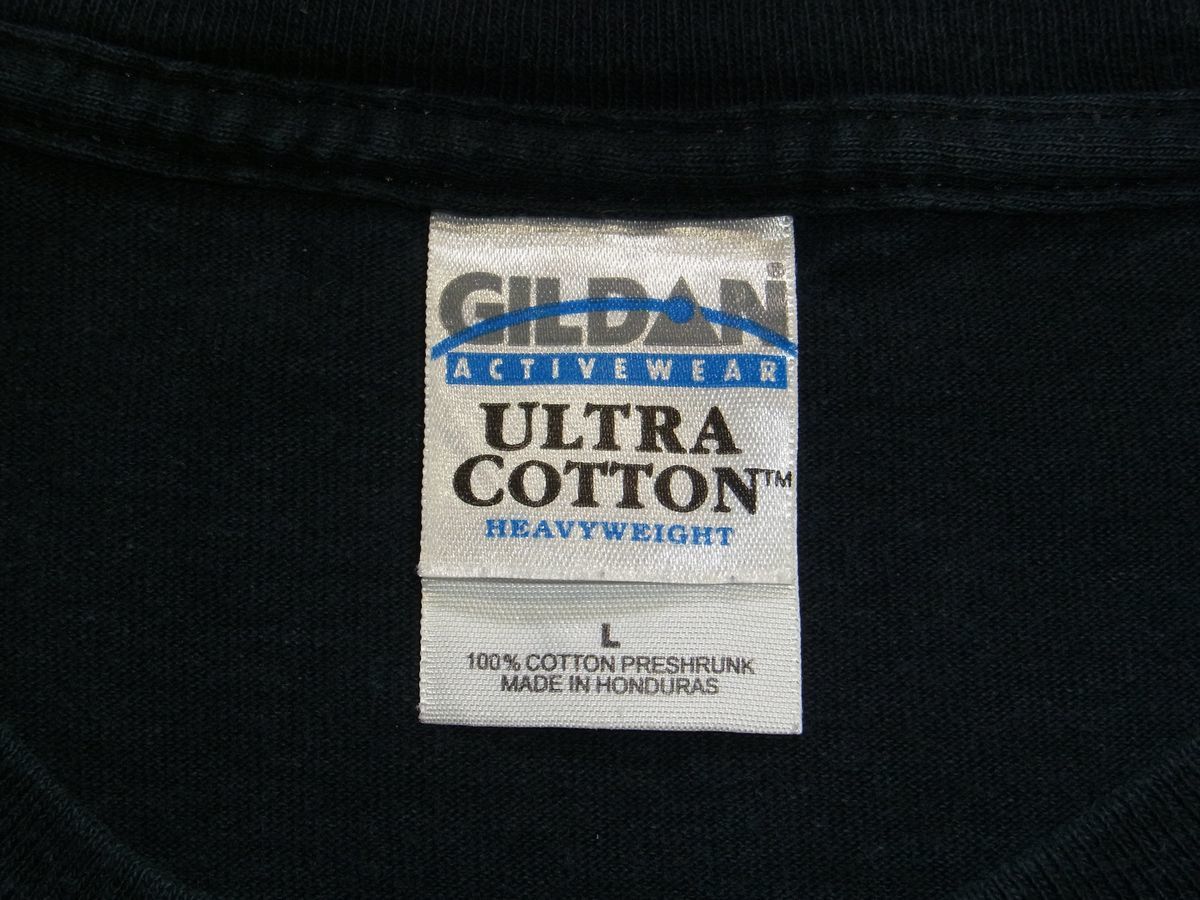 GILDAN®
ACTIVEWEAR
ULTRA
COTTON™
HEAVYWEIGHT
L
100% COTTON PRESHRUNK
MADE IN HONDURAS